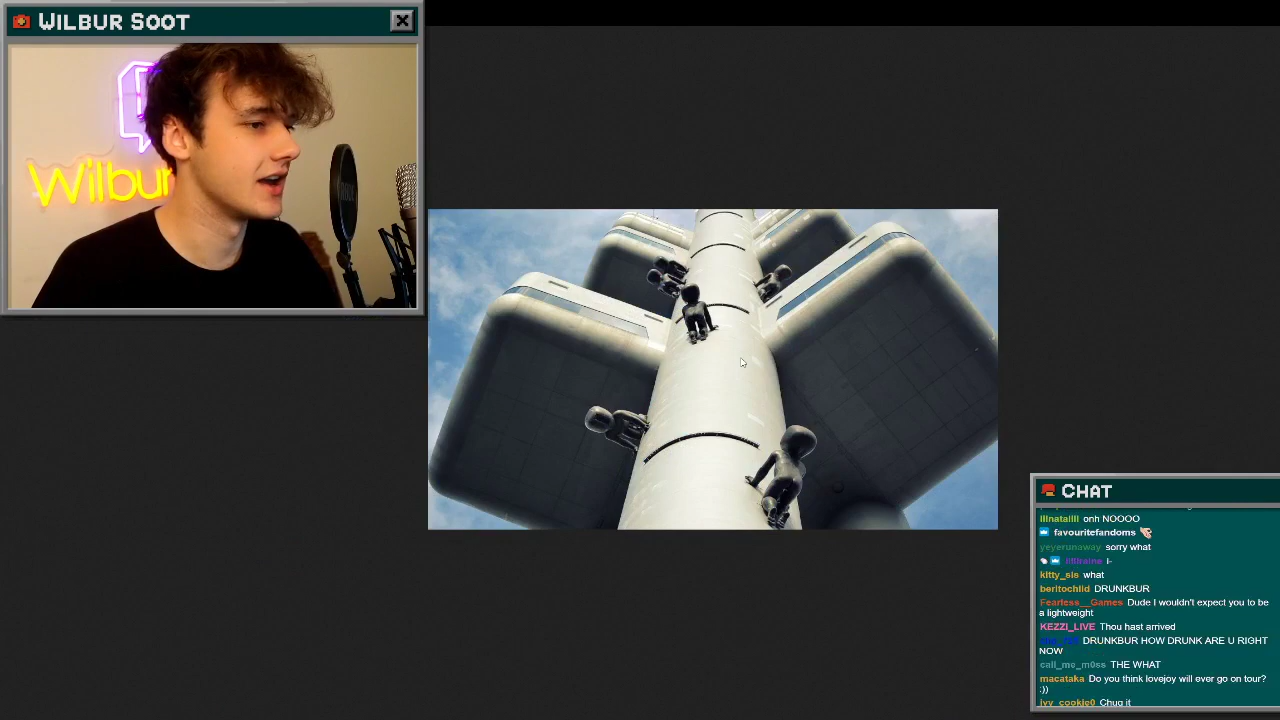 WILBUR SOOT
Wilbur
CHAT
onh NOOOO
favouritefandoms
yeyerunaway sorry what
I-
kitty_sis what
DRUNKBUR
Fearless__Games Dude I wouldn't expect you to be
a lightweight
KEZZI_LIVE Thou hast arrived
DRUNKBUR HOW DRUNK ARE U RIGHT
NOW
call_me_m0ss THE WHAT
macataka Do you think lovejoy will ever go on tour?
:))
ivy_cookie0 Chug it